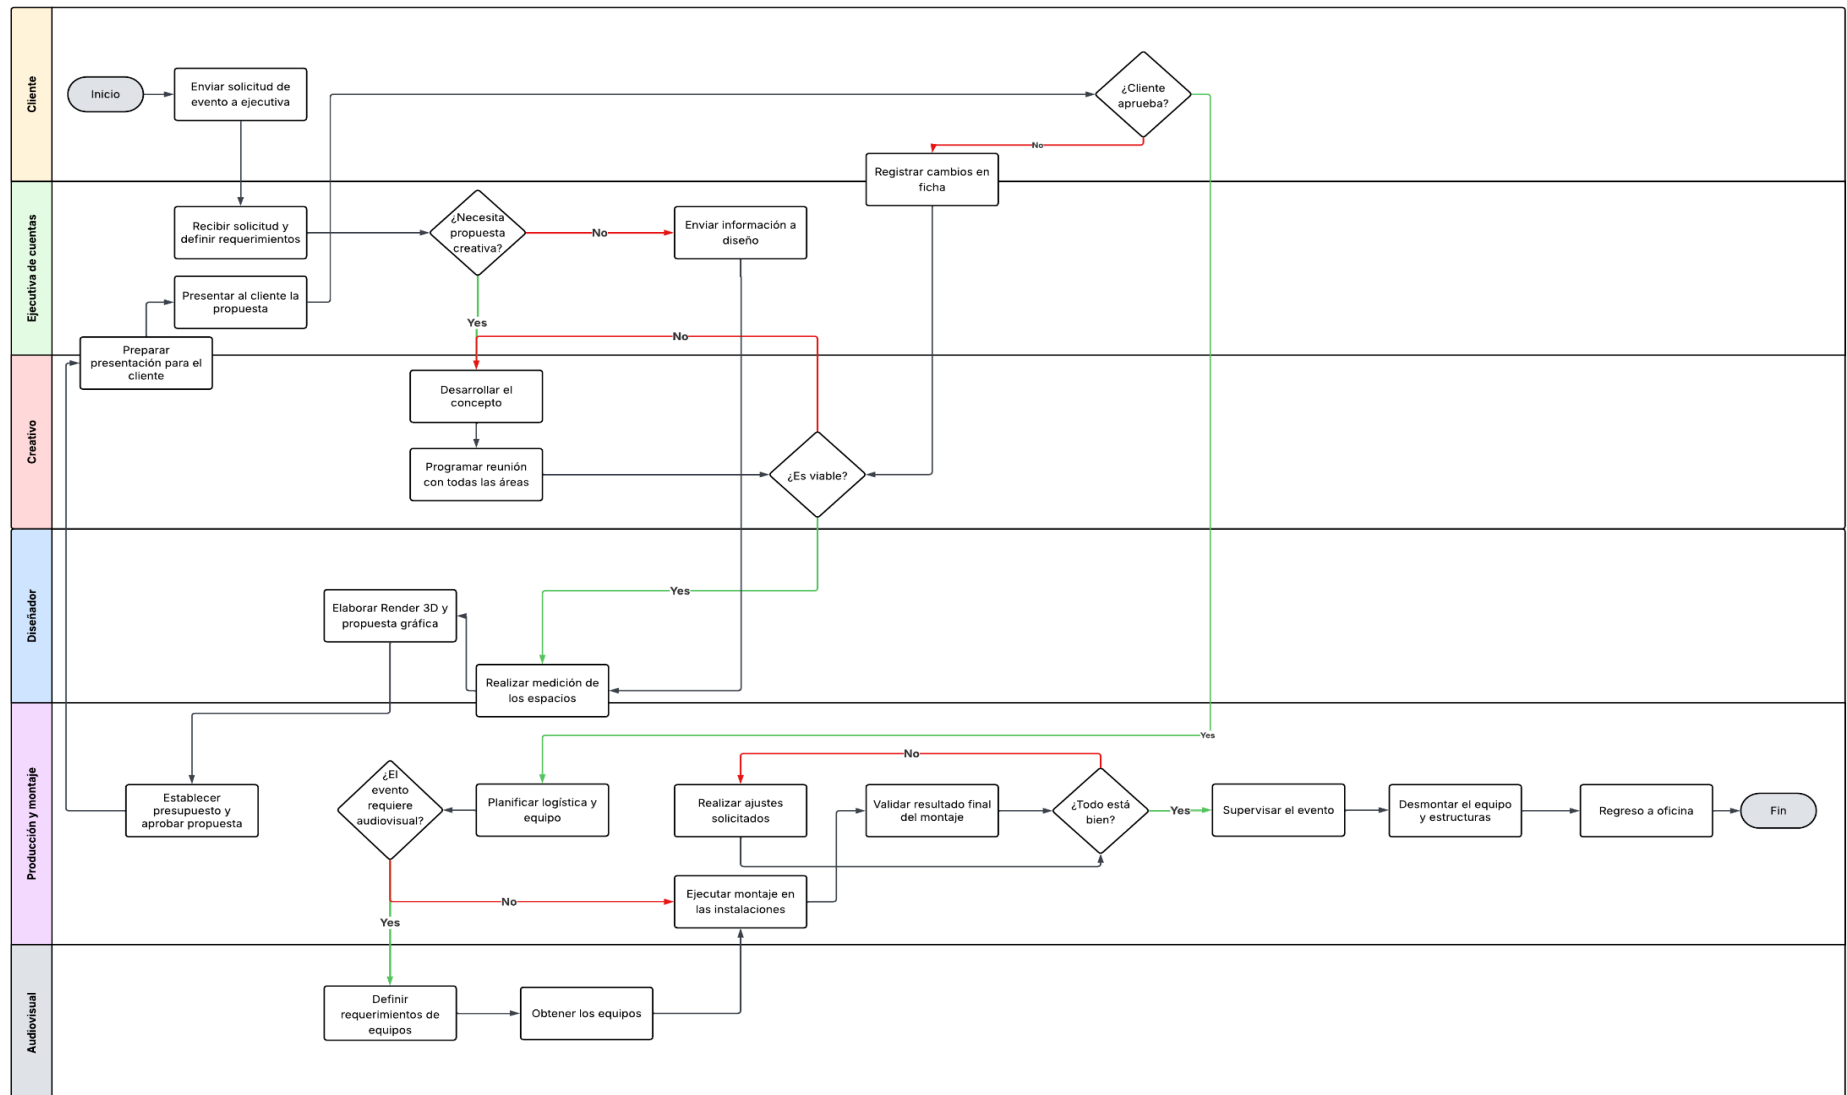 Cliente
Inicio
Enviar solicitud de
evento a ejecutiva
¿Cliente
aprueba?
No
Registrar cambios en
ficha
Ejecutiva de cuentas
Recibir solicitud y
definir requerimientos
¿Necesita
propuesta
creativa?
No
Enviar información a
diseño
Presentar al cliente la
propuesta
Yes
No
Preparar
presentación para el
cliente
Creativo
Desarrollar el
concepto
Programar reunión
con todas las áreas
¿Es viable?
Diseñador
Yes
Elaborar Render 3D y
propuesta gráfica
Realizar medición de
los espacios
Producción y montaje
Yes
No
Establecer
presupuesto y
aprobar propuesta
¿El
evento
requiere
audiovisual?
Planificar logística y
equipo
Realizar ajustes
solicitados
Validar resultado final
del montaje
¿Todo está
bien?
Yes
Supervisar el evento
Desmontar el equipo
y estructuras
Regreso a oficina
Fin
No
Ejecutar montaje en
las instalaciones
Yes
Audiovisual
Definir
requerimientos de
equipos
Obtener los equipos